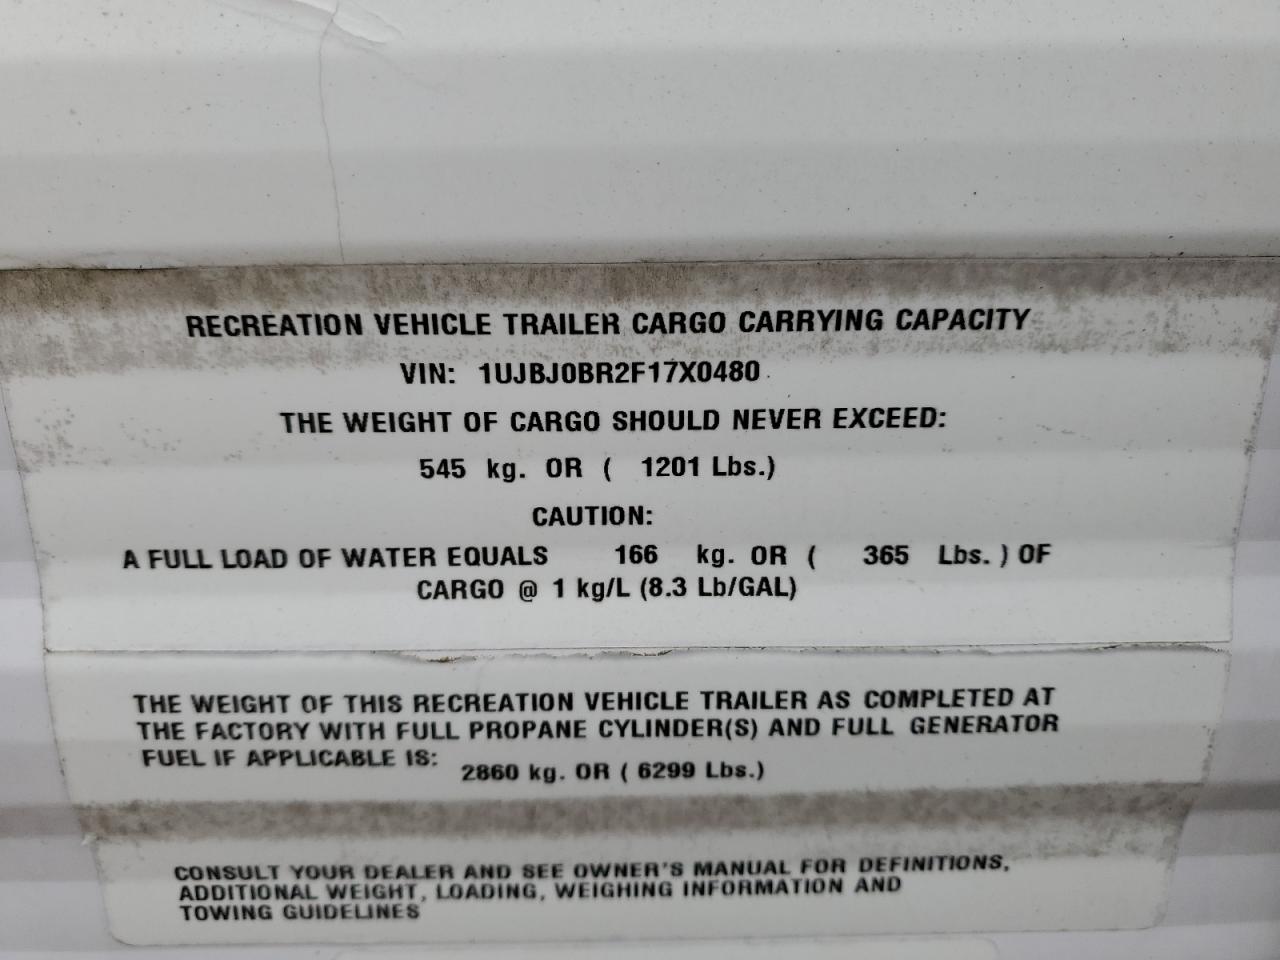 RECREATION VEHICLE TRAILER CARGO CARRYING CAPACITY
VIN: 1UJBJ0BR2F17X0480
THE WEIGHT OF CARGO SHOULD NEVER EXCEED:
545 kg. OR ( 1201 Lbs.)
CAUTION:
A FULL LOAD OF WATER EQUALS 166 kg. OR ( 365 Lbs. ) OF
CARGO @ 1 kg/L (8.3 Lb/GAL)
THE WEIGHT OF THIS RECREATION VEHICLE TRAILER AS COMPLETED AT
THE FACTORY WITH FULL PROPANE CYLINDER(S) AND FULL GENERATOR
FUEL IF APPLICABLE IS: 2860 kg. OR ( 6299 Lbs.)
CONSULT YOUR DEALER AND SEE OWNER'S MANUAL FOR DEFINITIONS,
ADDITIONAL WEIGHT, LOADING, WEIGHING INFORMATION AND
TOWING GUIDELINES